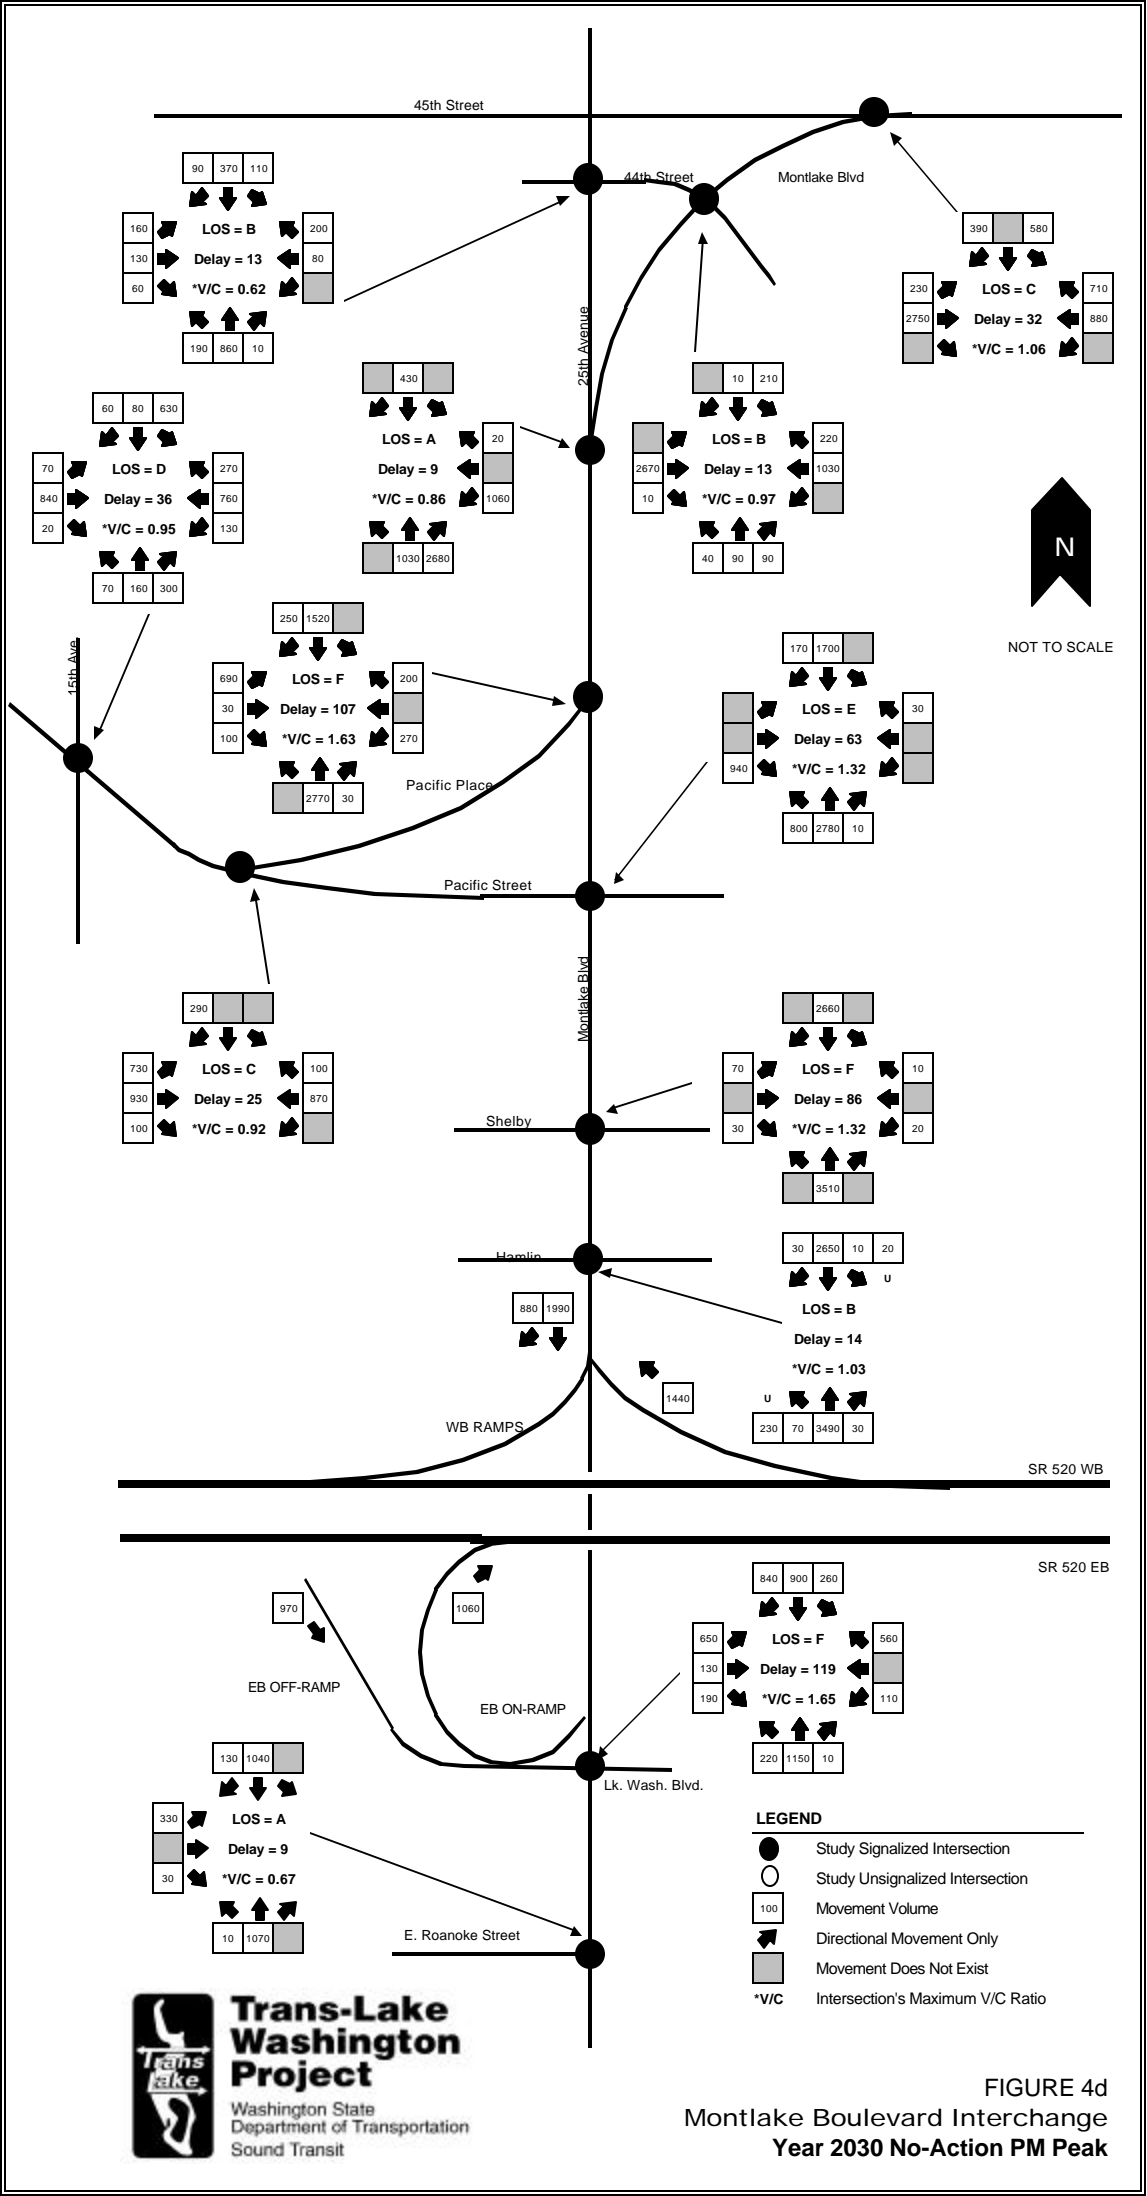 45th Street
44th Street
Montlake Blvd
90 370 110
160 LOS = B 200
130 Delay = 13 80
60 *V/C = 0.62
190 860 10
390 580
230 LOS = C 710
2750 Delay = 32 880
*V/C = 1.06
25th Avenue
430
LOS = A 20
Delay = 9
*V/C = 0.86 1060
1030 2680
10 210
LOS = B 220
2670 Delay = 13 1030
10 *V/C = 0.97
40 90 90
60 80 630
70 LOS = D 270
840 Delay = 36 760
20 *V/C = 0.95 130
70 160 300
N
NOT TO SCALE
15th Ave
250 1520
690 LOS = F 200
30 Delay = 107
100 *V/C = 1.63 270
2770 30
170 1700
LOS = E 30
Delay = 63
940 *V/C = 1.32
800 2780 10
Pacific Place
Pacific Street
Montlake Blvd
290
730 LOS = C 100
930 Delay = 25 870
100 *V/C = 0.92
2660
70 LOS = F 10
Delay = 86
30 *V/C = 1.32 20
3510
Shelby
Hamlin
30 2650 10 20
U
LOS = B
Delay = 14
*V/C = 1.03
U
230 70 3490 30
880 1990
1440
WB RAMPS
SR 520 WB
SR 520 EB
970
1060
EB OFF-RAMP
EB ON-RAMP
840 900 260
650 LOS = F 560
130 Delay = 119
190 *V/C = 1.65 110
220 1150 10
Lk. Wash. Blvd.
130 1040
330 LOS = A
Delay = 9
30 *V/C = 0.67
10 1070
E. Roanoke Street
LEGEND
Study Signalized Intersection
Study Unsignalized Intersection
100 Movement Volume
Directional Movement Only
Movement Does Not Exist
*V/C Intersection's Maximum V/C Ratio
Trans
Lake
Trans-Lake
Washington
Project
Washington State
Department of Transportation
Sound Transit
FIGURE 4d
Montlake Boulevard Interchange
Year 2030 No-Action PM Peak